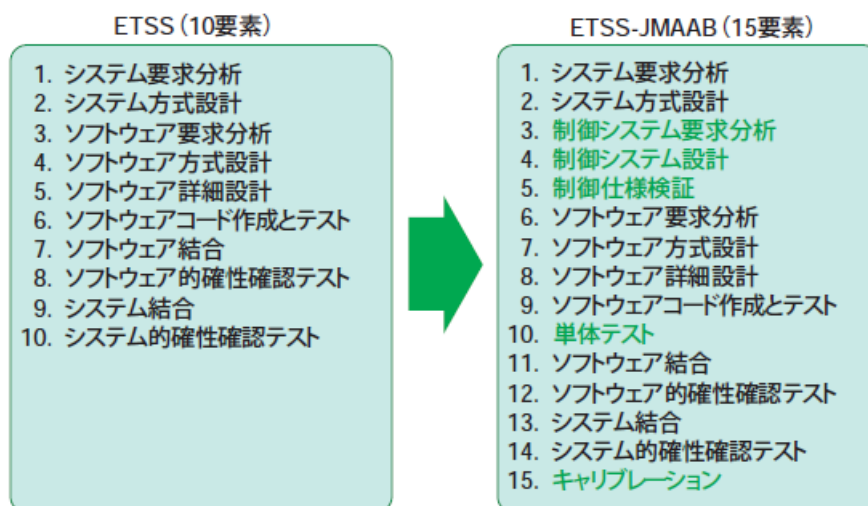 ETSS（10要素）
1. システム要求分析
2. システム方式設計
3. ソフトウェア要求分析
4. ソフトウェア方式設計
5. ソフトウェア詳細設計
6. ソフトウェアコード作成とテスト
7. ソフトウェア結合
8. ソフトウェア的確性確認テスト
9. システム結合
10. システム的確性確認テスト
ETSS-JMAAB（15要素）
1. システム要求分析
2. システム方式設計
3. 制御システム要求分析
4. 制御システム設計
5. 制御仕様検証
6. ソフトウェア要求分析
7. ソフトウェア方式設計
8. ソフトウェア詳細設計
9. ソフトウェアコード作成とテスト
10. 単体テスト
11. ソフトウェア結合
12. ソフトウェア的確性確認テスト
13. システム結合
14. システム的確性確認テスト
15. キャリブレーション